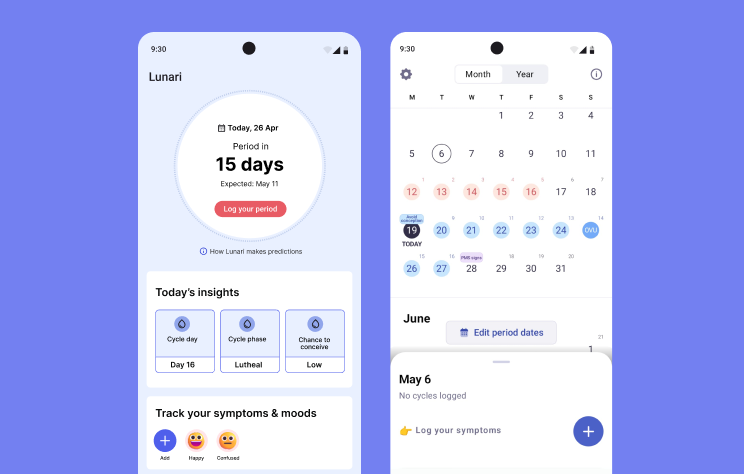 9:30
Lunari
Today, 26 Apr
Period in
15 days
Expected: May 11
Log your period
How Lunari makes predictions
Today's insights
Cycle day
Day 16
Cycle phase
Lutheal
Chance to
conceive
Low
Track your symptoms & moods
Add
Happy
Confused
9:30
Month Year
M T W T F S S
1 2 3 4
5 6 7 8 9 10 11
1 2 3 4 5 6 7
12 13 14 15 16 17 18
Avoid
conception
9 10 11 12 13 14
19 20 21 22 23 24 OVU
TODAY
15 16 PMS signs 18 19 20
26 27 28 29 30 31
June
21
1
Edit period dates
May 6
No cycles logged
Log your symptoms